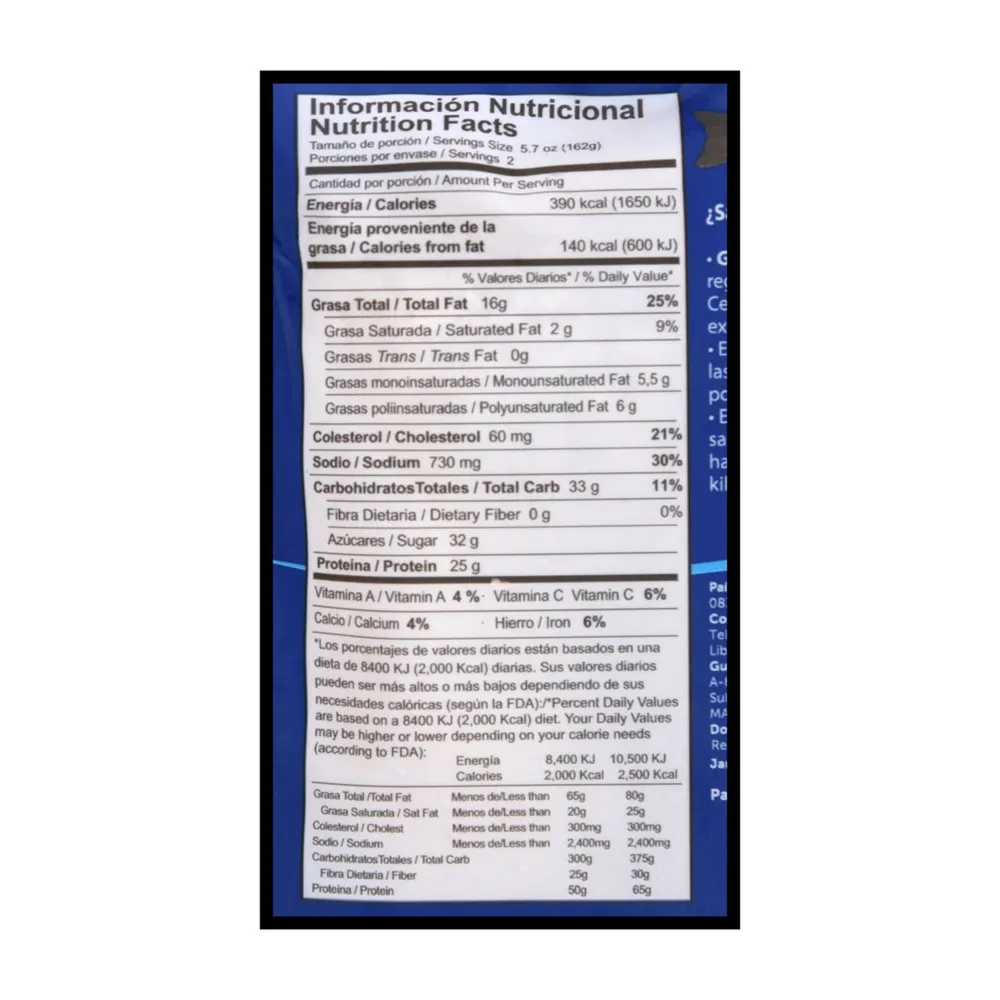 Información Nutricional
Nutrition Facts
Tamaño de porción / Servings Size 5.7 oz (162g)
Porciones por envase / Servings 2
Cantidad por porción / Amount Per Serving
Energía / Calories 390 kcal (1650 kJ)
Energía proveniente de la
grasa / Calories from fat 140 kcal (600 kJ)
% Valores Diarios* / % Daily Value*
Grasa Total / Total Fat 16g 25%
Grasa Saturada / Saturated Fat 2 g 9%
Grasas Trans / Trans Fat 0g
Grasas monoinsaturadas / Monounsaturated Fat 5,5 g
Grasas poliinsaturadas / Polyunsaturated Fat 6 g
Colesterol / Cholesterol 60 mg 21%
Sodio / Sodium 730 mg 30%
CarbohidratosTotales / Total Carb 33 g 11%
Fibra Dietaria / Dietary Fiber 0 g 0%
Azúcares / Sugar 32 g
Proteina / Protein 25 g
Vitamina A / Vitamin A 4 % · Vitamina C Vitamin C 6%
Calcio / Calcium 4% · Hierro / Iron 6%
*Los porcentajes de valores diarios están basados en una
dieta de 8400 KJ (2,000 Kcal) diarias. Sus valores diarios
pueden ser más altos o más bajos dependiendo de sus
necesidades calóricas (según la FDA):/*Percent Daily Values
are based on a 8400 KJ (2,000 Kcal) diet. Your Daily Values
may be higher or lower depending on your calorie needs
(according to FDA):
Energía 8,400 KJ 10,500 KJ
Calories 2,000 Kcal 2,500 Kcal
Grasa Total /Total Fat Menos de/Less than 65g 80g
Grasa Saturada / Sat Fat Menos de/Less than 20g 25g
Colesterol / Cholest Menos de/Less than 300mg 300mg
Sodio / Sodium Menos de/Less than 2,400mg 2,400mg
CarbohidratosTotales / Total Carb 300g 375g
Fibra Dietaria / Fiber 25g 30g
Proteina / Protein 50g 65g